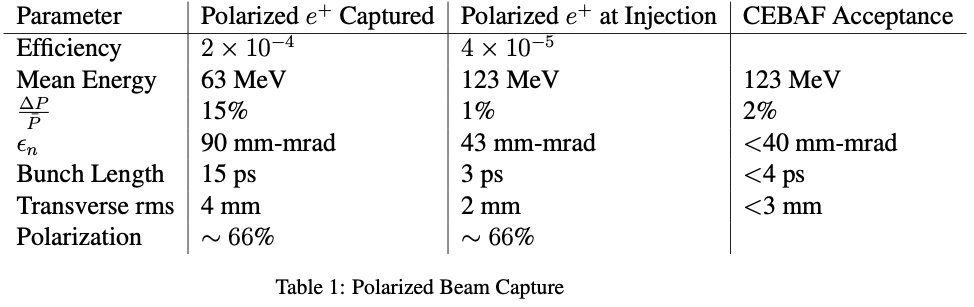 Parameter Polarized e⁺ Captured Polarized e⁺ at Injection CEBAF Acceptance
Efficiency 2 × 10⁻⁴ 4 × 10⁻⁵
Mean Energy 63 MeV 123 MeV 123 MeV
ΔP/P̄ 15% 1% 2%
ϵₙ 90 mm-mrad 43 mm-mrad <40 mm-mrad
Bunch Length 15 ps 3 ps <4 ps
Transverse rms 4 mm 2 mm <3 mm
Polarization ∼ 66% ∼ 66%
Table 1: Polarized Beam Capture